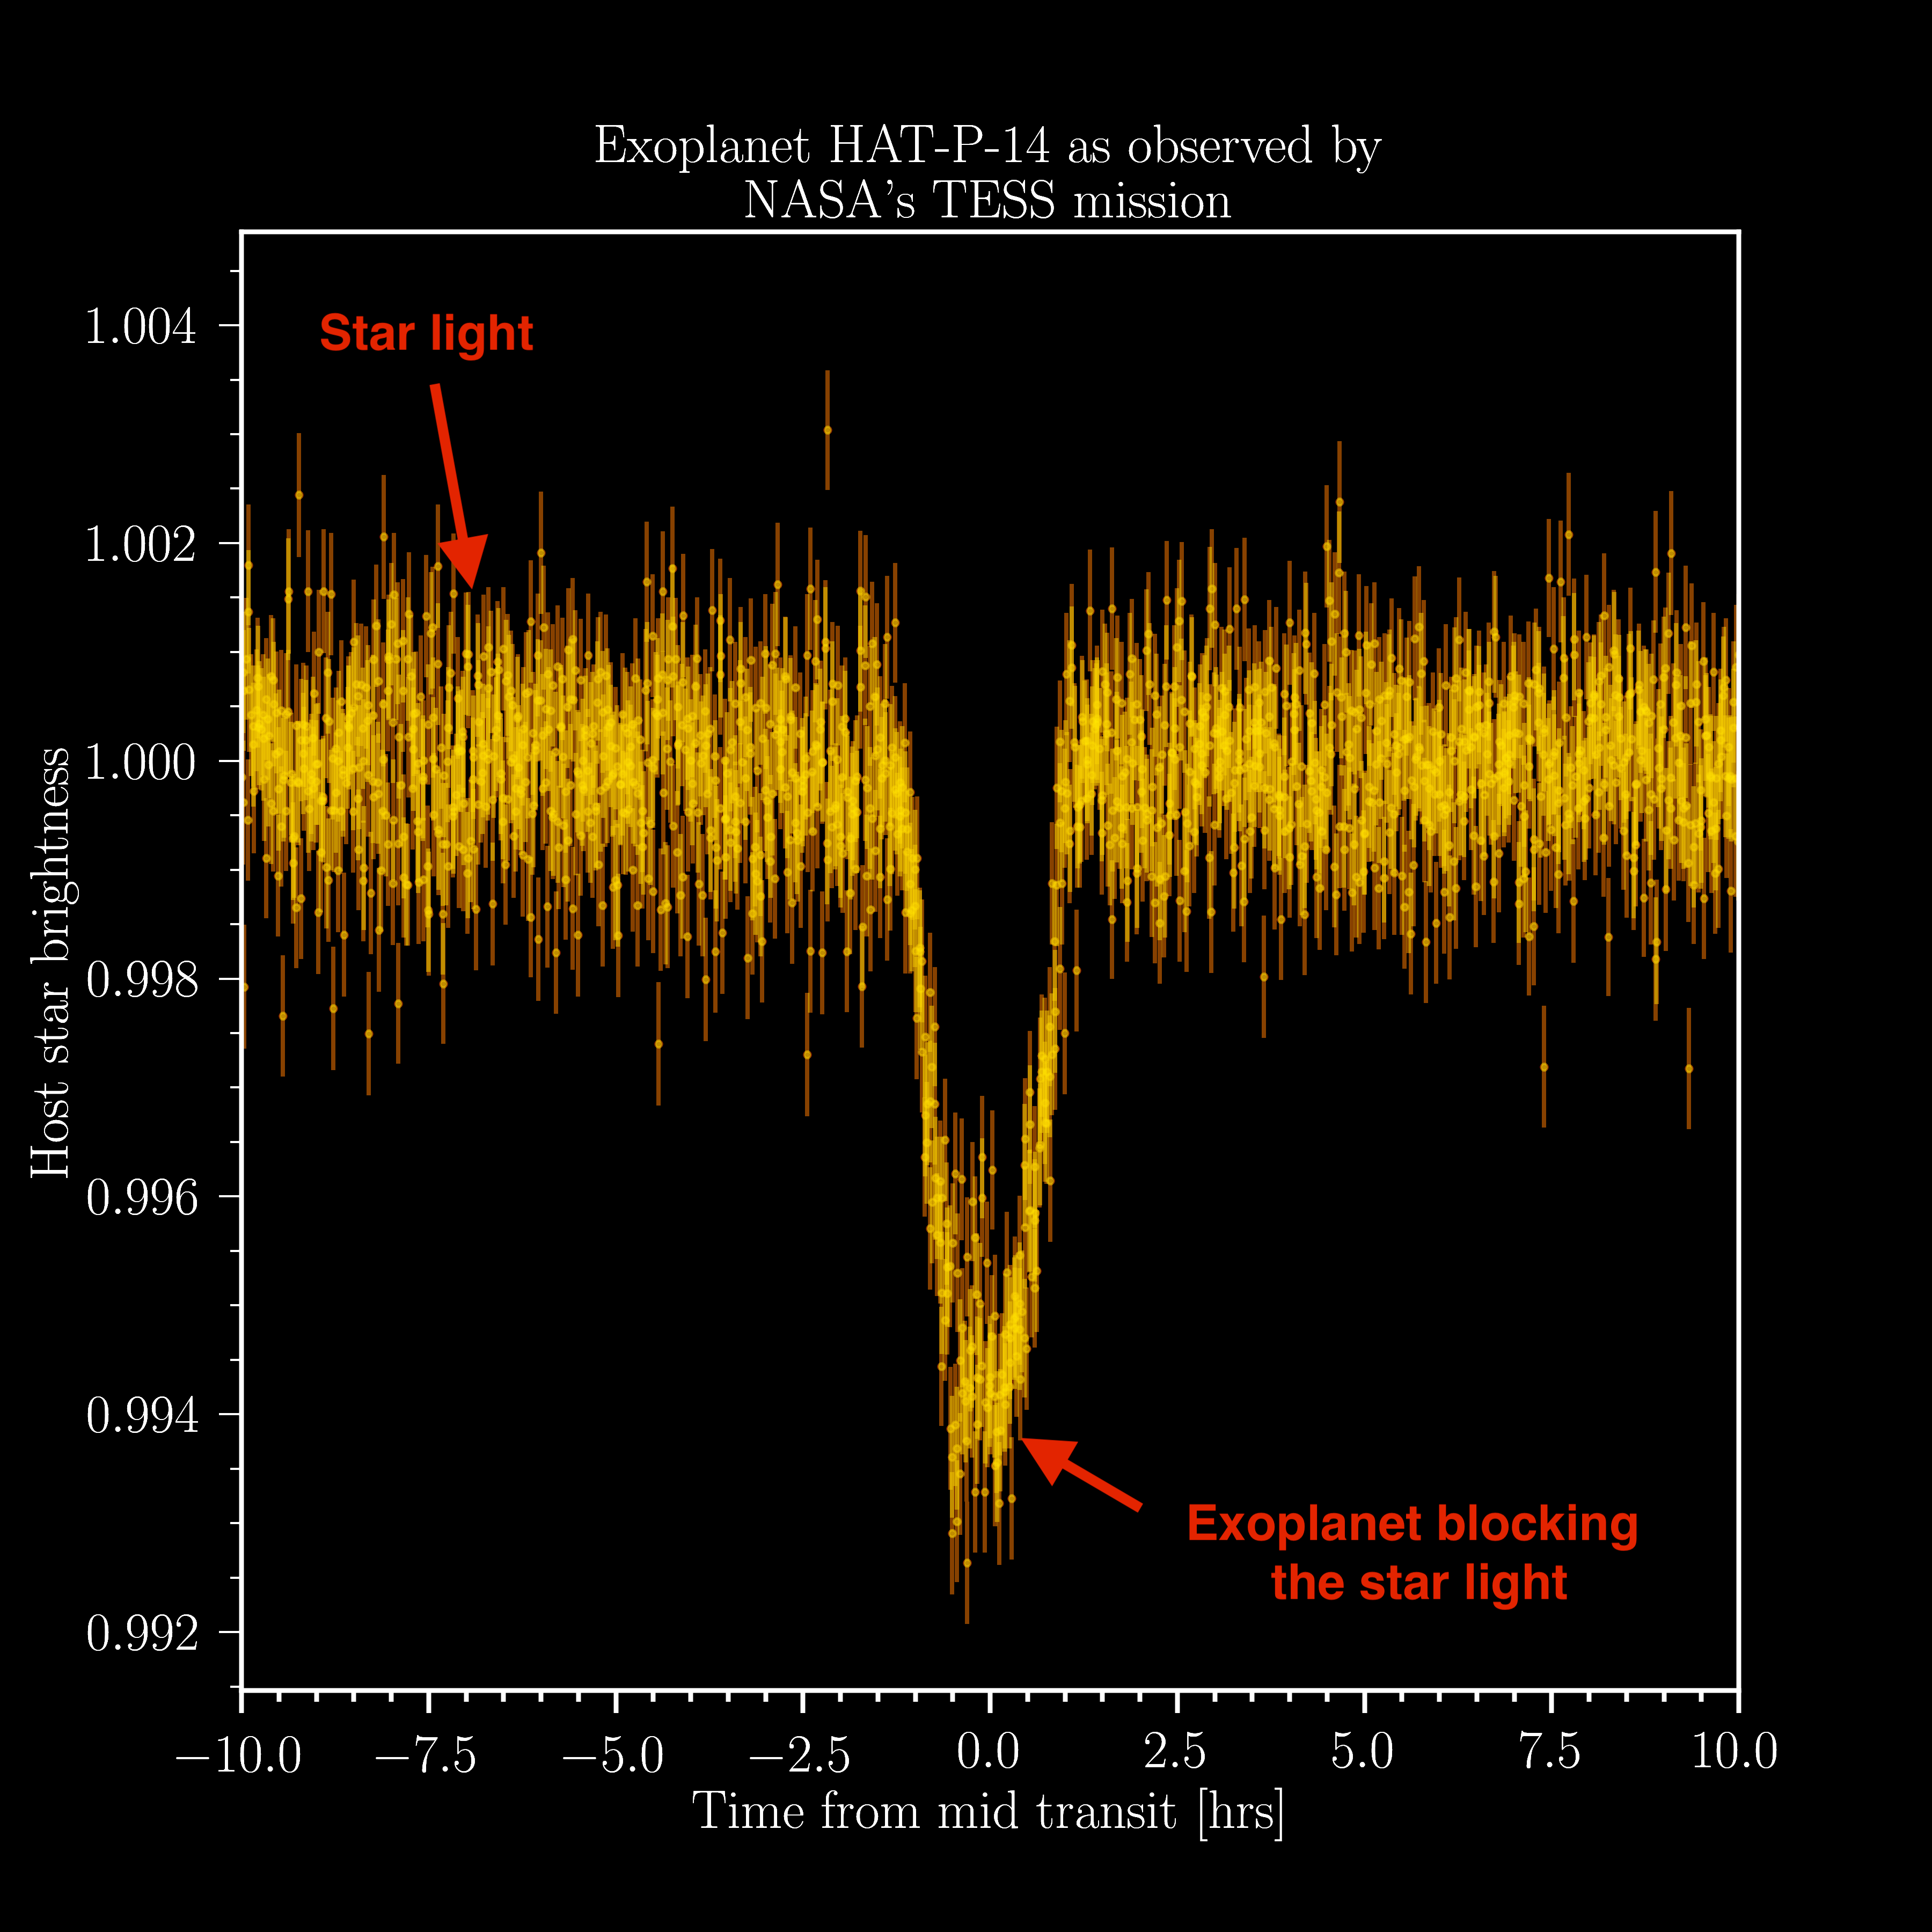 Exoplanet HAT-P-14 as observed by
NASA's TESS mission
Star light
1.004
1.002
1.000
0.998
0.996
0.994
0.992
Host star brightness
Exoplanet blocking
the star light
−10.0 −7.5 −5.0 −2.5 0.0 2.5 5.0 7.5 10.0
Time from mid transit [hrs]